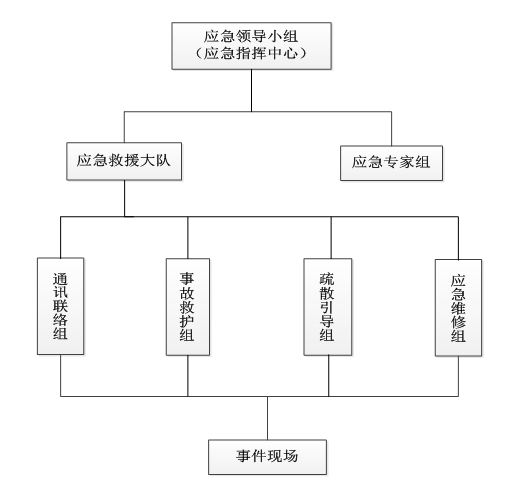 应急领导小组
（应急指挥中心）
应急救援大队
应急专家组
通讯联络组
事故救护组
疏散引导组
应急维修组
事件现场